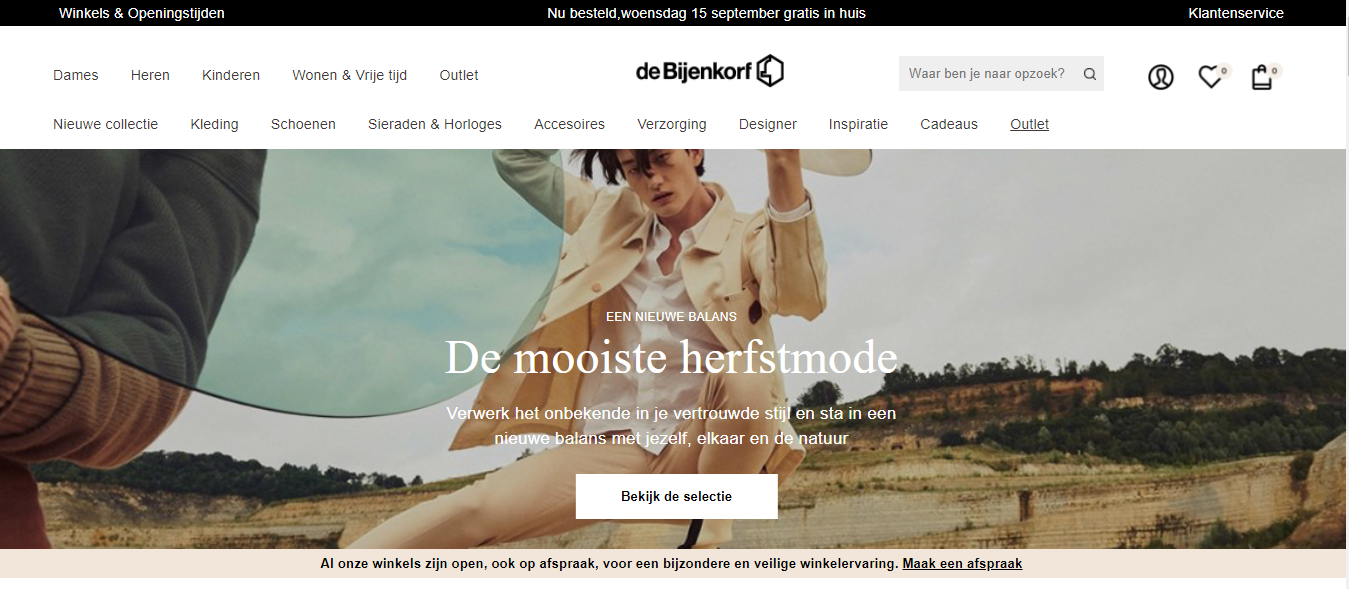 Winkels & Openingstijden
Nu besteld,woensdag 15 september gratis in huis
Klantenservice
Dames
Heren
Kinderen
Wonen & Vrije tijd
Outlet
de Bijenkorf
Waar ben je naar opzoek?
0
0
Nieuwe collectie
Kleding
Schoenen
Sieraden & Horloges
Accesoires
Verzorging
Designer
Inspiratie
Cadeaus
Outlet
EEN NIEUWE BALANS
De mooiste herfstmode
Verwerk het onbekende in je vertrouwde stijl en sta in een
nieuwe balans met jezelf, elkaar en de natuur
Bekijk de selectie
Al onze winkels zijn open, ook op afspraak, voor een bijzondere en veilige winkelervaring. Maak een afspraak